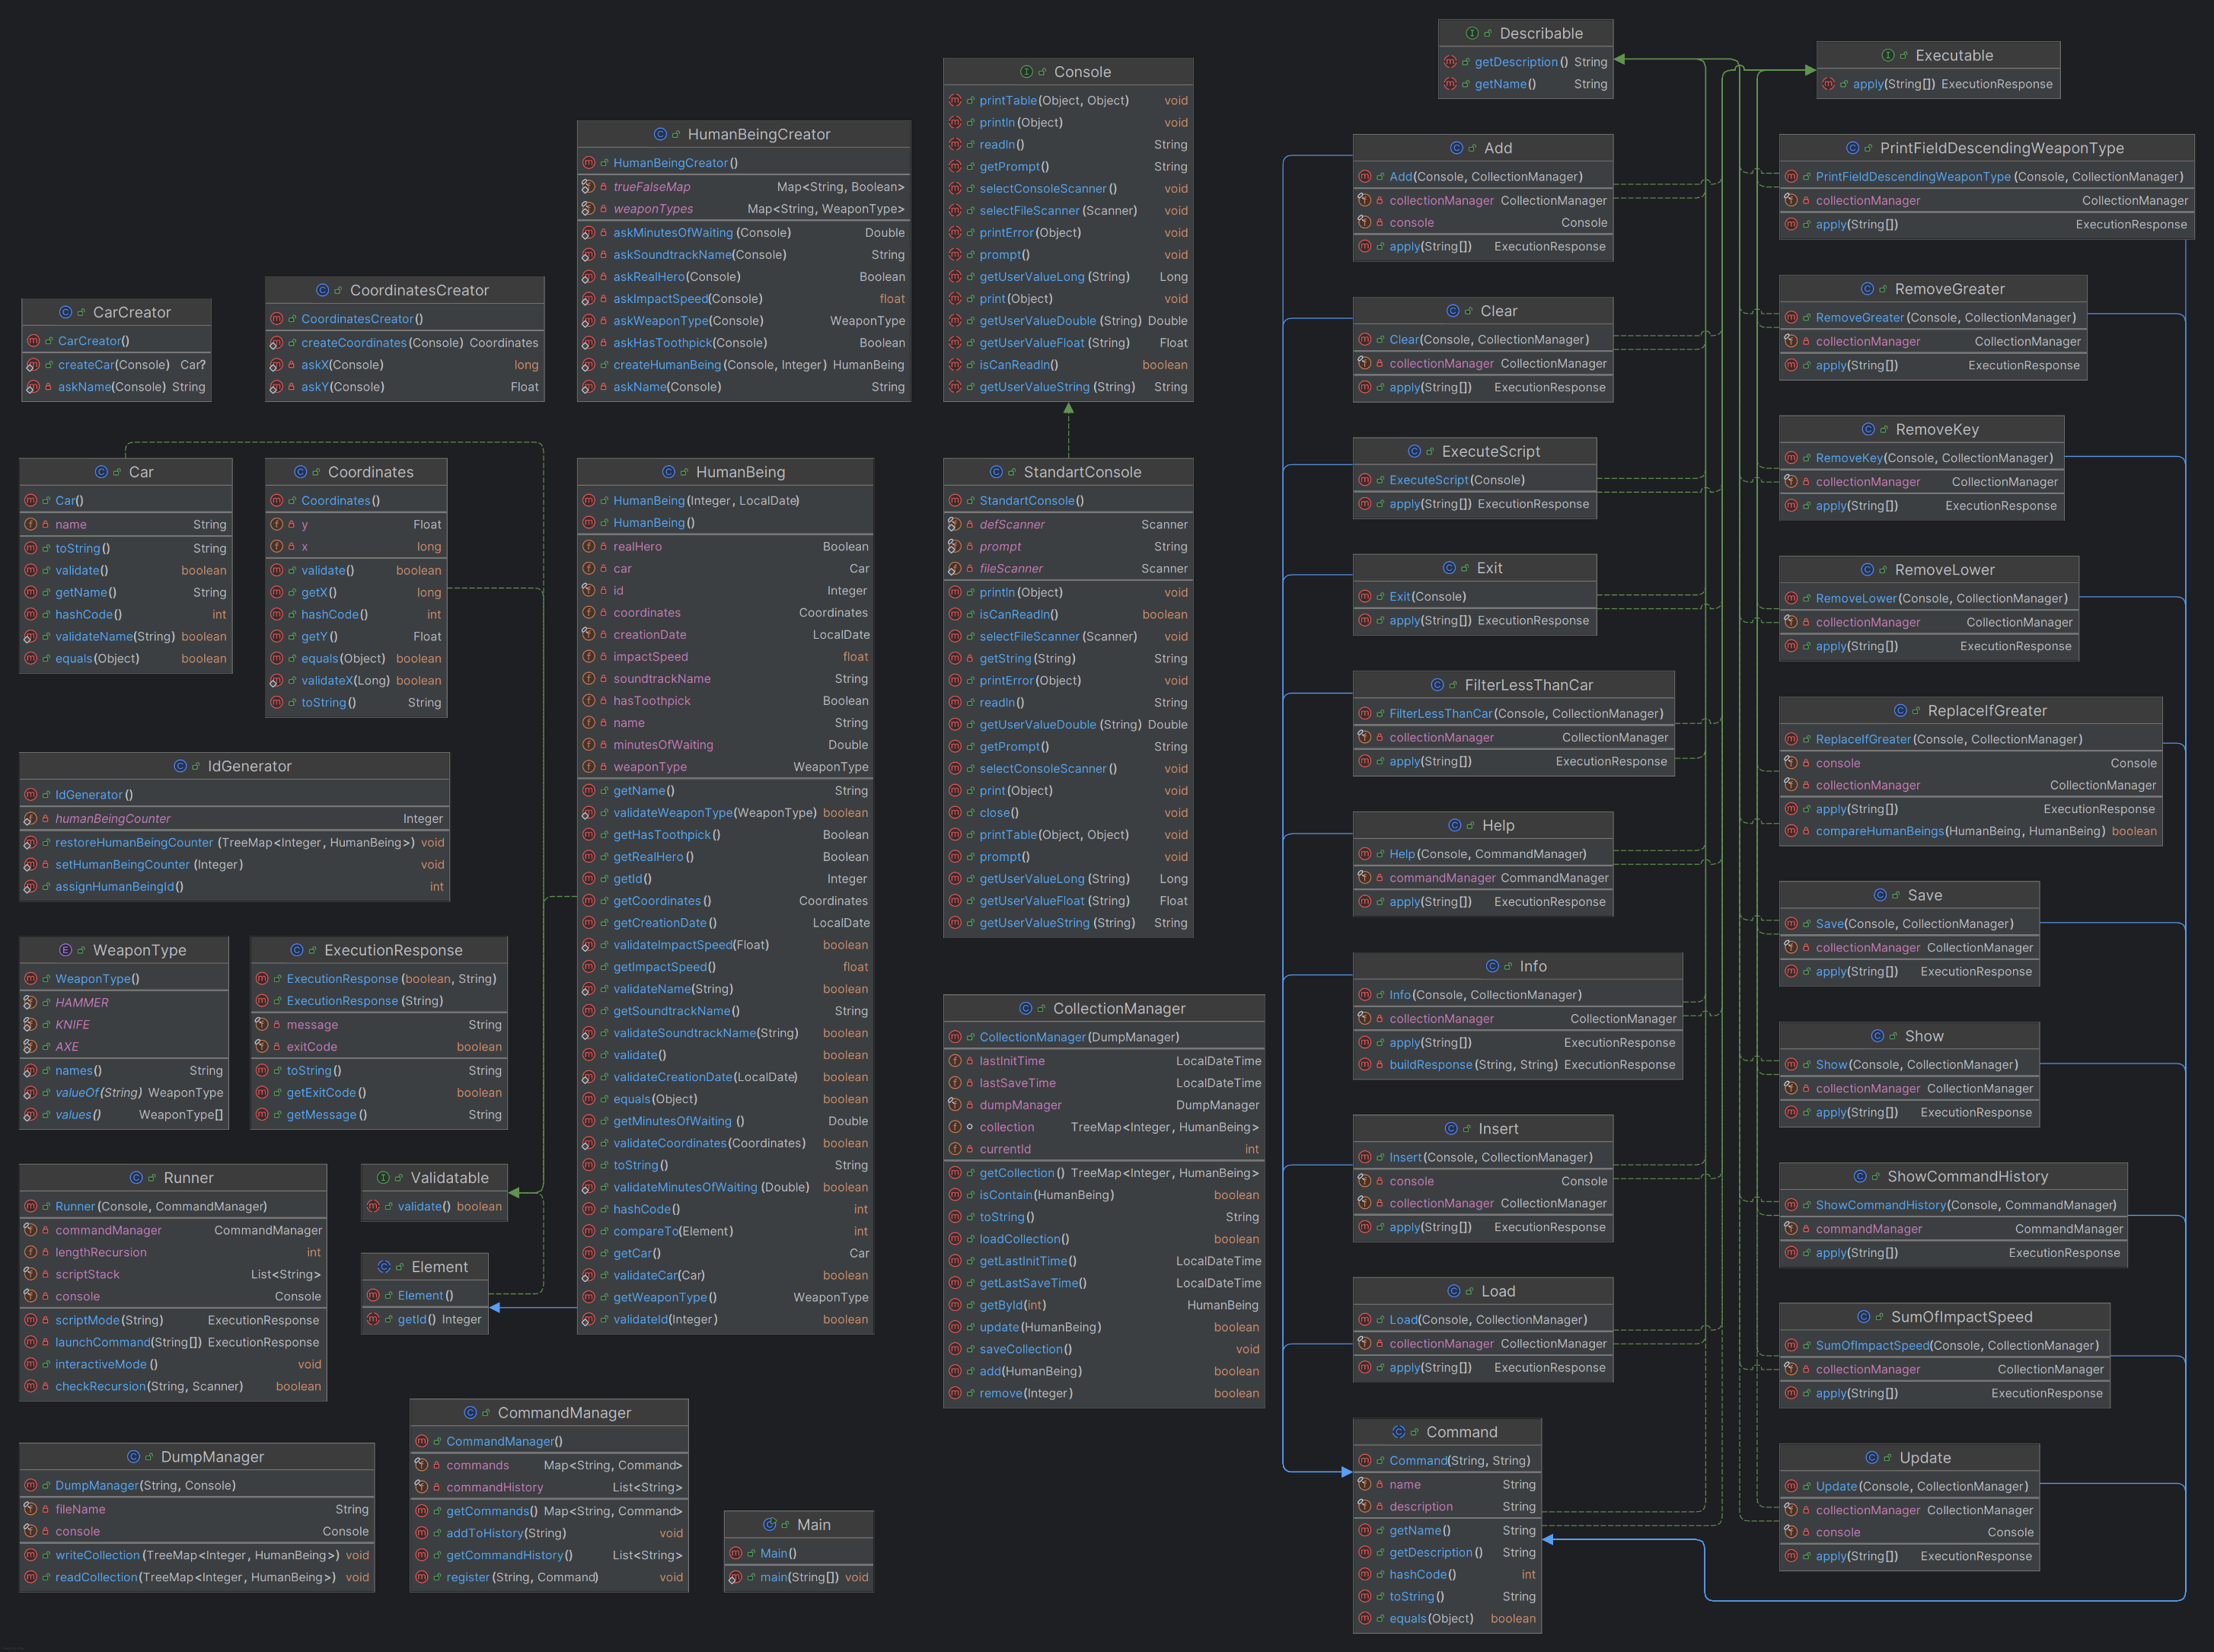 Describable
getDescription() String
getName() String
Executable
apply(String[]) ExecutionResponse
Console
printTable(Object, Object) void
println(Object) void
readln() String
getPrompt() String
selectConsoleScanner() void
selectFileScanner(Scanner) void
printError(Object) void
prompt() void
getUserValueLong(String) Long
print(Object) void
getUserValueDouble(String) Double
getUserValueFloat(String) Float
isCanReadln() boolean
getUserValueString(String) String
HumanBeingCreator
HumanBeingCreator()
trueFalseMap Map<String, Boolean>
weaponTypes Map<String, WeaponType>
askMinutesOfWaiting(Console) Double
askSoundtrackName(Console) String
askRealHero(Console) Boolean
askImpactSpeed(Console) float
askWeaponType(Console) WeaponType
askHasToothpick(Console) Boolean
createHumanBeing(Console, Integer) HumanBeing
askName(Console) String
CoordinatesCreator
CoordinatesCreator()
createCoordinates(Console) Coordinates
askX(Console) long
askY(Console) Float
CarCreator
CarCreator()
createCar(Console) Car?
askName(Console) String
Car
Car()
name String
toString() String
validate() boolean
getName() String
hashCode() int
validateName(String) boolean
equals(Object) boolean
Coordinates
Coordinates()
y Float
x long
validate() boolean
getX() long
hashCode() int
getY() Float
equals(Object) boolean
validateX(Long) boolean
toString() String
HumanBeing
HumanBeing(Integer, LocalDate)
HumanBeing()
realHero Boolean
car Car
id Integer
coordinates Coordinates
creationDate LocalDate
impactSpeed float
soundtrackName String
hasToothpick Boolean
name String
minutesOfWaiting Double
weaponType WeaponType
getName() String
validateWeaponType(WeaponType) boolean
getHasToothpick() Boolean
getRealHero() Boolean
getId() Integer
getCoordinates() Coordinates
getCreationDate() LocalDate
validateImpactSpeed(Float) boolean
getImpactSpeed() float
validateName(String) boolean
getSoundtrackName() String
validateSoundtrackName(String) boolean
validate() boolean
validateCreationDate(LocalDate) boolean
equals(Object) boolean
getMinutesOfWaiting() Double
validateCoordinates(Coordinates) boolean
toString() String
validateMinutesOfWaiting(Double) boolean
hashCode() int
compareTo(Element) int
getCar() Car
validateCar(Car) boolean
getWeaponType() WeaponType
validateId(Integer) boolean
StandartConsole
StandartConsole()
defScanner Scanner
prompt String
fileScanner Scanner
println(Object) void
isCanReadln() boolean
selectFileScanner(Scanner) void
getString(String) String
printError(Object) void
readln() String
getUserValueDouble(String) Double
getPrompt() String
selectConsoleScanner() void
print(Object) void
close() void
printTable(Object, Object) void
prompt() void
getUserValueLong(String) Long
getUserValueFloat(String) Float
getUserValueString(String) String
IdGenerator
IdGenerator()
humanBeingCounter Integer
restoreHumanBeingCounter(TreeMap<Integer, HumanBeing>) void
setHumanBeingCounter(Integer) void
assignHumanBeingId() int
WeaponType
WeaponType()
HAMMER
KNIFE
AXE
names() String
valueOf(String) WeaponType
values() WeaponType[]
ExecutionResponse
ExecutionResponse(boolean, String)
ExecutionResponse(String)
message String
exitCode boolean
toString() String
getExitCode() boolean
getMessage() String
Runner
Runner(Console, CommandManager)
commandManager CommandManager
lengthRecursion int
scriptStack List<String>
console Console
scriptMode(String) ExecutionResponse
launchCommand(String[]) ExecutionResponse
interactiveMode() void
checkRecursion(String, Scanner) boolean
Validatable
validate() boolean
Element
Element()
getId() Integer
CollectionManager
CollectionManager(DumpManager)
lastInitTime LocalDateTime
lastSaveTime LocalDateTime
dumpManager DumpManager
collection TreeMap<Integer, HumanBeing>
currentId int
getCollection() TreeMap<Integer, HumanBeing>
isContain(HumanBeing) boolean
toString() String
loadCollection() boolean
getLastInitTime() LocalDateTime
getLastSaveTime() LocalDateTime
getById(int) HumanBeing
update(HumanBeing) boolean
saveCollection() void
add(HumanBeing) boolean
remove(Integer) boolean
DumpManager
DumpManager(String, Console)
fileName String
console Console
writeCollection(TreeMap<Integer, HumanBeing>) void
readCollection(TreeMap<Integer, HumanBeing>) void
CommandManager
CommandManager()
commands Map<String, Command>
commandHistory List<String>
getCommands() Map<String, Command>
addToHistory(String) void
getCommandHistory() List<String>
register(String, Command) void
Main
Main()
main(String[]) void
Add
Add(Console, CollectionManager)
collectionManager CollectionManager
console Console
apply(String[]) ExecutionResponse
Clear
Clear(Console, CollectionManager)
collectionManager CollectionManager
apply(String[]) ExecutionResponse
ExecuteScript
ExecuteScript(Console)
apply(String[]) ExecutionResponse
Exit
Exit(Console)
apply(String[]) ExecutionResponse
FilterLessThanCar
FilterLessThanCar(Console, CollectionManager)
collectionManager CollectionManager
apply(String[]) ExecutionResponse
Help
Help(Console, CommandManager)
commandManager CommandManager
apply(String[]) ExecutionResponse
Info
Info(Console, CollectionManager)
collectionManager CollectionManager
apply(String[]) ExecutionResponse
buildResponse(String, String) ExecutionResponse
Insert
Insert(Console, CollectionManager)
console Console
collectionManager CollectionManager
apply(String[]) ExecutionResponse
Load
Load(Console, CollectionManager)
collectionManager CollectionManager
apply(String[]) ExecutionResponse
Command
Command(String, String)
name String
description String
getName() String
getDescription() String
hashCode() int
toString() String
equals(Object) boolean
PrintFieldDescendingWeaponType
PrintFieldDescendingWeaponType(Console, CollectionManager)
collectionManager CollectionManager
apply(String[]) ExecutionResponse
RemoveGreater
RemoveGreater(Console, CollectionManager)
collectionManager CollectionManager
apply(String[]) ExecutionResponse
RemoveKey
RemoveKey(Console, CollectionManager)
collectionManager CollectionManager
apply(String[]) ExecutionResponse
RemoveLower
RemoveLower(Console, CollectionManager)
collectionManager CollectionManager
apply(String[]) ExecutionResponse
ReplaceIfGreater
ReplaceIfGreater(Console, CollectionManager)
console Console
collectionManager CollectionManager
apply(String[]) ExecutionResponse
compareHumanBeings(HumanBeing, HumanBeing) boolean
Save
Save(Console, CollectionManager)
collectionManager CollectionManager
apply(String[]) ExecutionResponse
Show
Show(Console, CollectionManager)
collectionManager CollectionManager
apply(String[]) ExecutionResponse
ShowCommandHistory
ShowCommandHistory(Console, CommandManager)
commandManager CommandManager
apply(String[]) ExecutionResponse
SumOfImpactSpeed
SumOfImpactSpeed(Console, CollectionManager)
collectionManager CollectionManager
apply(String[]) ExecutionResponse
Update
Update(Console, CollectionManager)
collectionManager CollectionManager
console Console
apply(String[]) ExecutionResponse